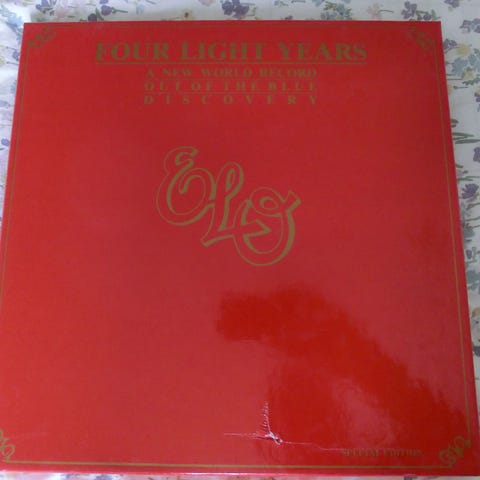 FOUR LIGHT YEARS
A NEW WORLD RECORD
OUT OF THE BLUE
DISCOVERY
ELO
SPECIAL EDITION